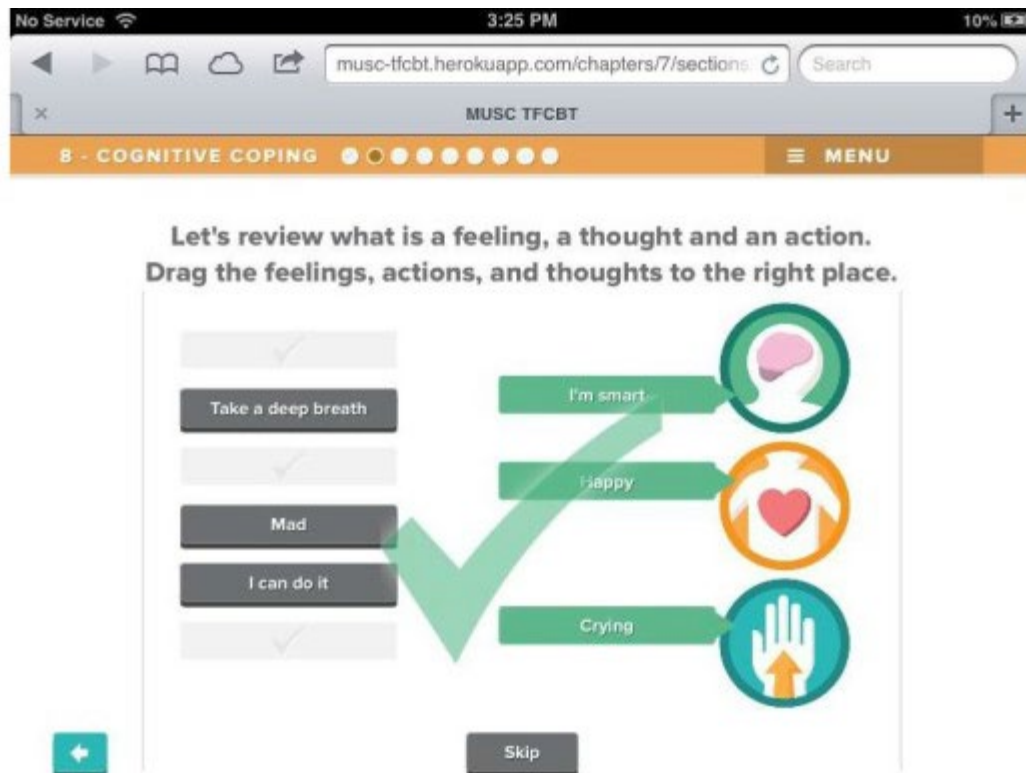 No Service 3:25 PM 10%
musc-tfcbt.herokuapp.com/chapters/7/sections Search
MUSC TFCBT
8 - COGNITIVE COPING MENU
Let's review what is a feeling, a thought and an action.
Drag the feelings, actions, and thoughts to the right place.
I'm smart
Take a deep breath
Happy
Mad
I can do it
Crying
Skip